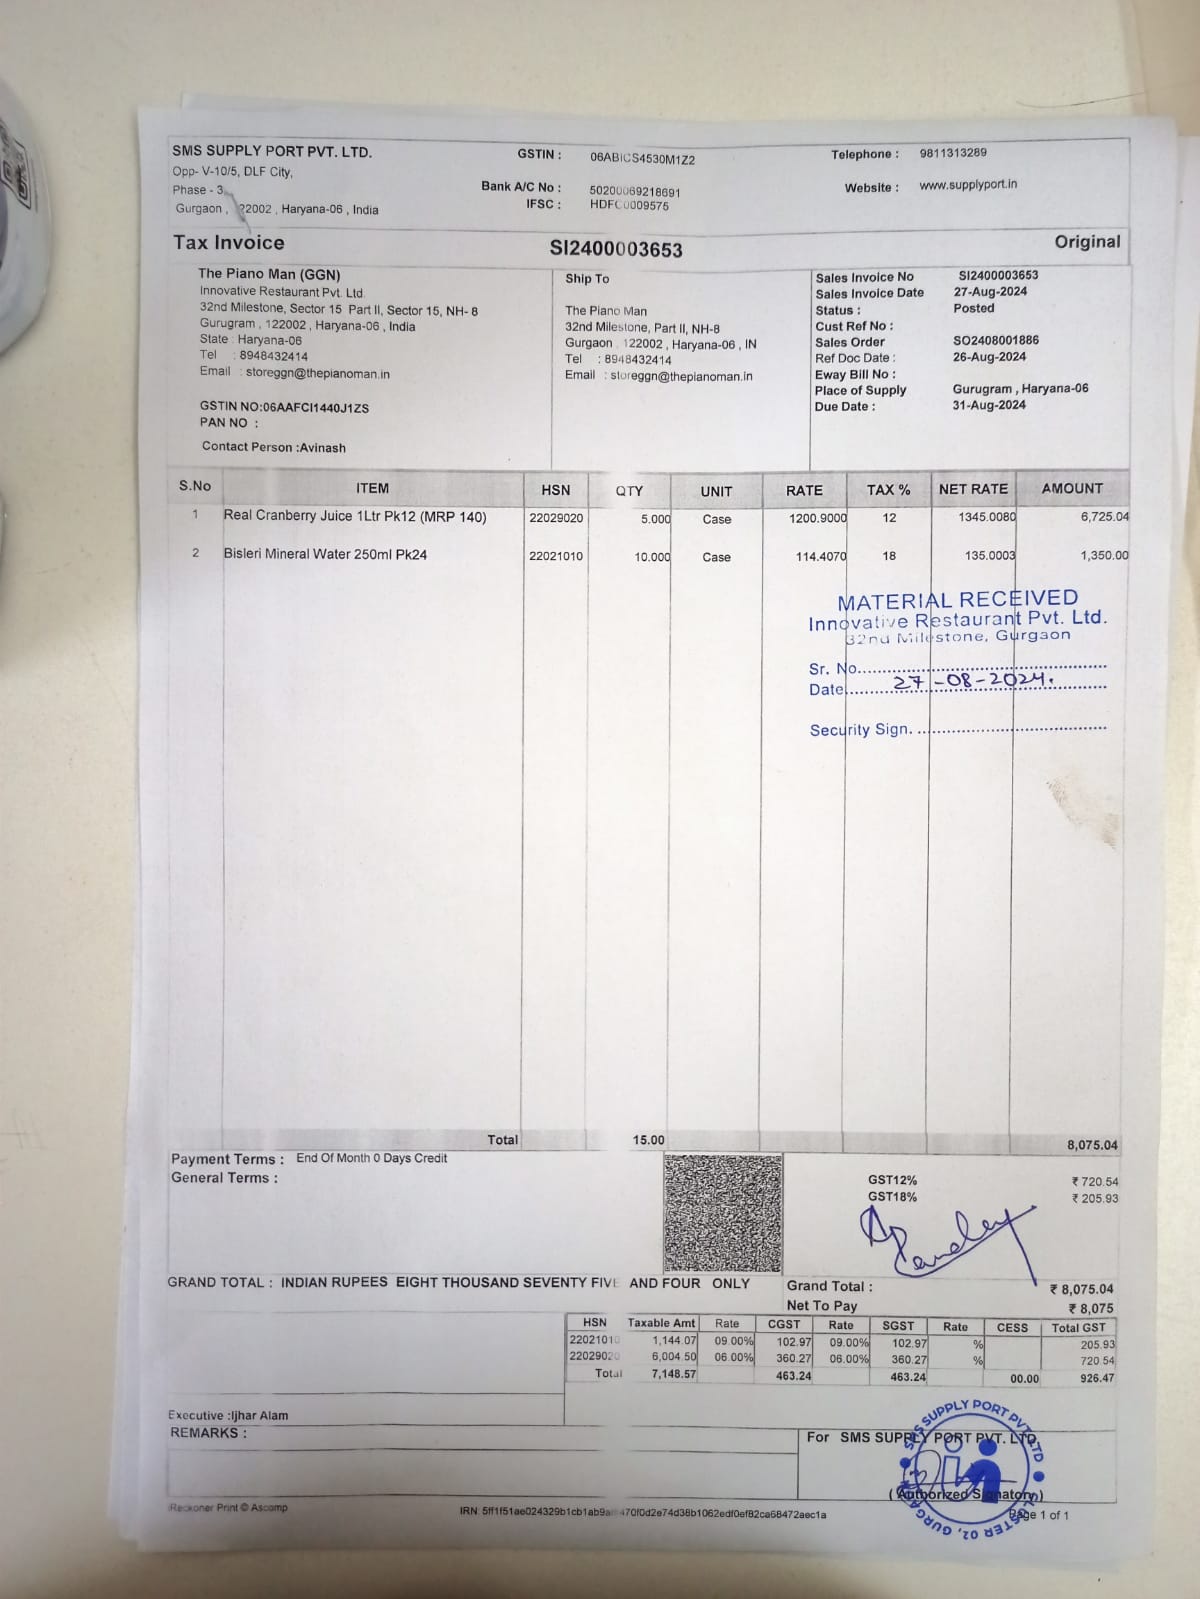 SMS SUPPLY PORT PVT. LTD.
Opp- V-10/5, DLF City,
Phase - 3
Gurgaon , 22002 , Haryana-06 , India
GSTIN : 06ABICS4530M1Z2
Bank A/C No : 50200069218691
IFSC : HDFC0009575
Telephone : 9811313289
Website : www.supplyport.in
Tax Invoice SI2400003653 Original
The Piano Man (GGN)
Innovative Restaurant Pvt. Ltd.
32nd Milestone, Sector 15 Part II, Sector 15, NH- 8
Gurugram , 122002 , Haryana-06 , India
State : Haryana-06
Tel : 8948432414
Email : storeggn@thepianoman.in
GSTIN NO:06AAFCI1440J1ZS
PAN NO :
Contact Person :Avinash
Ship To
The Piano Man
32nd Milestone, Part II, NH-8
Gurgaon , 122002 , Haryana-06 , IN
Tel : 8948432414
Email : storeggn@thepianoman.in
Sales Invoice No SI2400003653
Sales Invoice Date 27-Aug-2024
Status : Posted
Cust Ref No :
Sales Order SO2408001886
Ref Doc Date : 26-Aug-2024
Eway Bill No :
Place of Supply Gurugram , Haryana-06
Due Date : 31-Aug-2024
S.No ITEM HSN QTY UNIT RATE TAX % NET RATE AMOUNT
1 Real Cranberry Juice 1Ltr Pk12 (MRP 140) 22029020 5.000 Case 1200.9000 12 1345.0080 6,725.04
2 Bisleri Mineral Water 250ml Pk24 22021010 10.000 Case 114.4070 18 135.0003 1,350.00
MATERIAL RECEIVED
Innovative Restaurant Pvt. Ltd.
32nd Milestone, Gurgaon
Sr. No.
Date 27-08-2024.
Security Sign.
Total 15.00 8,075.04
Payment Terms : End Of Month 0 Days Credit
General Terms :
GST12% ₹ 720.54
GST18% ₹ 205.93
GRAND TOTAL : INDIAN RUPEES EIGHT THOUSAND SEVENTY FIVE AND FOUR ONLY
Grand Total : ₹ 8,075.04
Net To Pay ₹ 8,075
HSN Taxable Amt Rate CGST Rate SGST Rate CESS Total GST
22021010 1,144.07 09.00% 102.97 09.00% 102.97 % 205.93
22029020 6,004.50 06.00% 360.27 06.00% 360.27 % 720.54
Total 7,148.57 463.24 463.24 00.00 926.47
Executive :Ijhar Alam
REMARKS :
For SMS SUPPLY PORT PVT. LTD
SMS SUPPLY PORT PVT LTD
CLUSTER 02, GURGAON
( Authorized Signatory)
Reckoner Print © Ascomp
Page 1 of 1